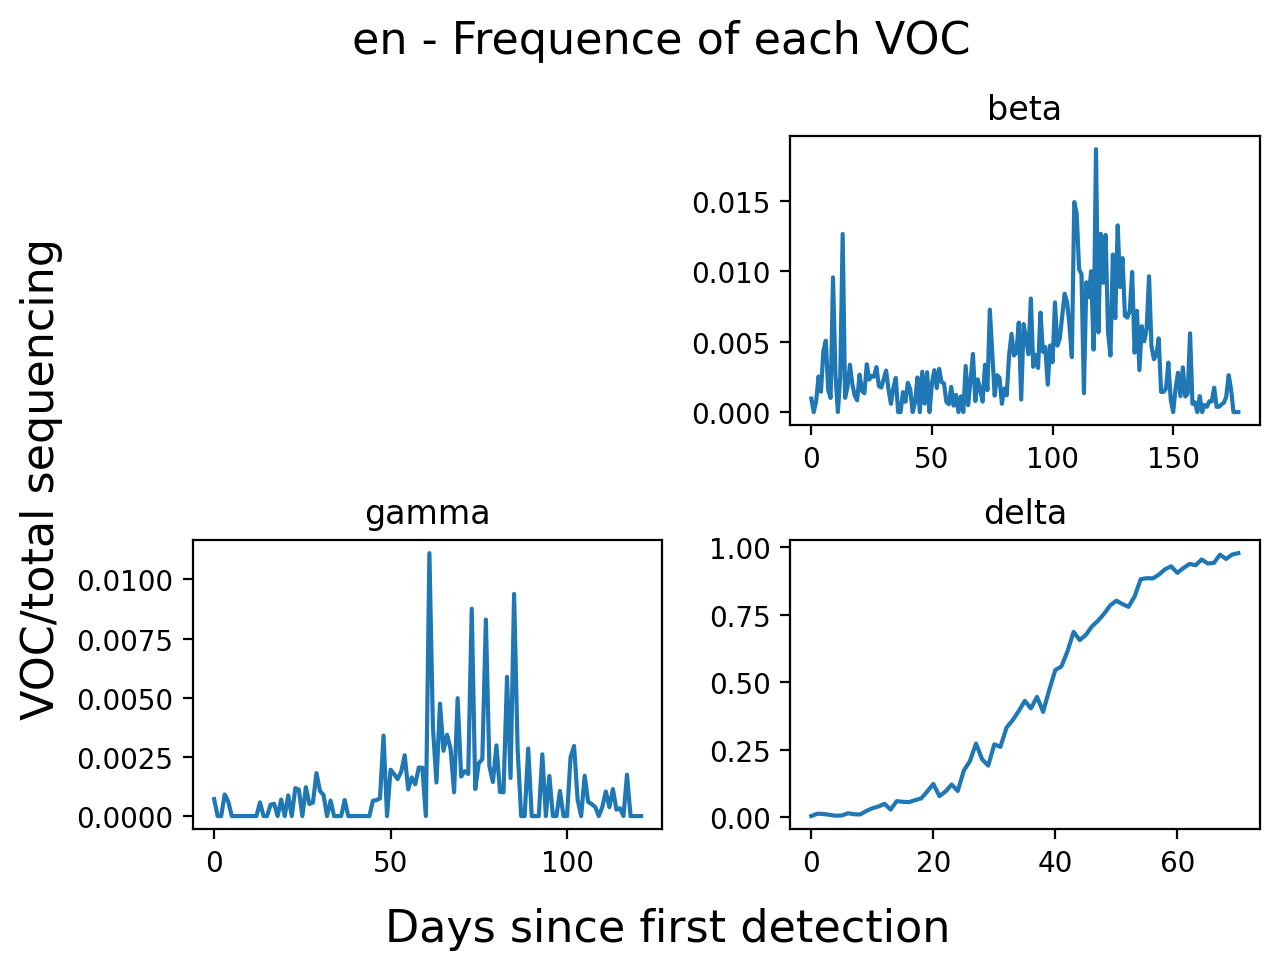 en - Frequence of each VOC
VOC/total sequencing
beta
0.015
0.010
0.005
0.000
0 50 100 150
gamma
0.0100
0.0075
0.0050
0.0025
0.0000
0 50 100
delta
1.00
0.75
0.50
0.25
0.00
0 20 40 60
Days since first detection